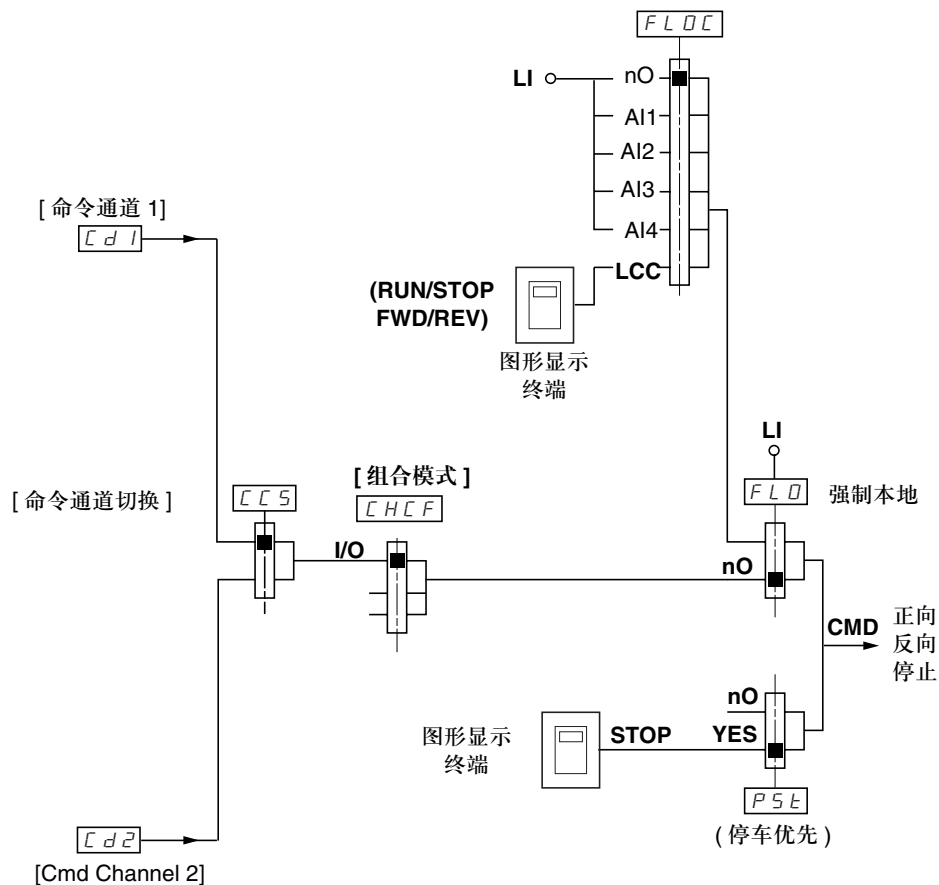 FLOC
LI
nO
AI1
AI2
AI3
AI4
LCC
(RUN/STOP
FWD/REV)
图形显示
终端
[ 命令通道 1]
Cd1
[ 命令通道切换 ]
CCS
[ 组合模式 ]
CHCF
I/O
LI
FLO
强制本地
nO
CMD
正向
反向
停止
nO
YES
STOP
图形显示
终端
PSt
( 停车优先 )
Cd2
[Cmd Channel 2]